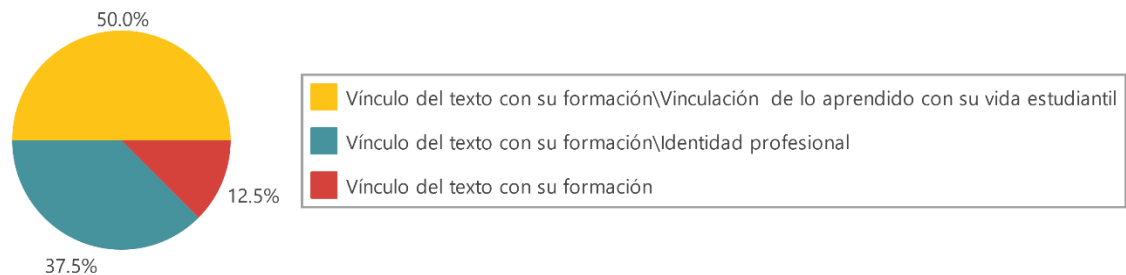 50.0%
Vínculo del texto con su formación\Vinculación de lo aprendido con su vida estudiantil
Vínculo del texto con su formación\Identidad profesional
Vínculo del texto con su formación
12.5%
37.5%